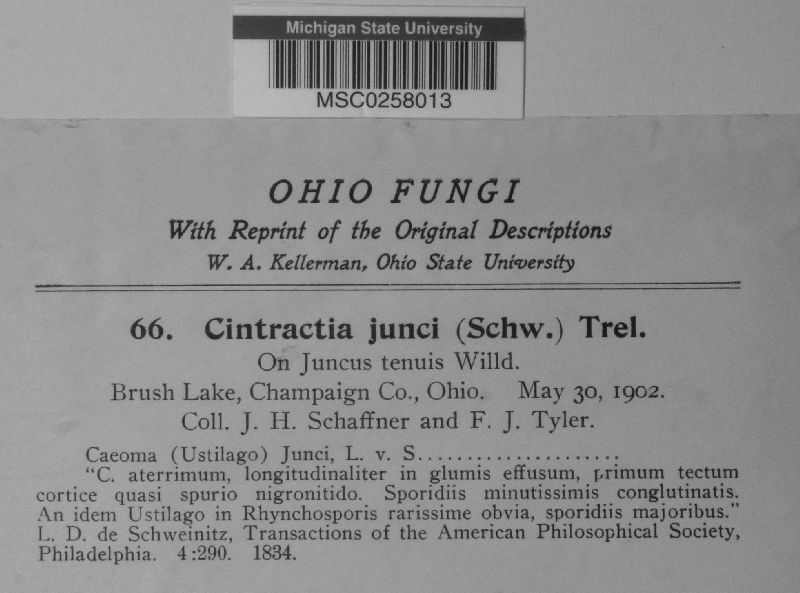 Michigan State University
MSC0258013
OHIO FUNGI
With Reprint of the Original Descriptions
W. A. Kellerman, Ohio State University
66. Cintractia junci (Schw.) Trel.
On Juncus tenuis Willd.
Brush Lake, Champaign Co., Ohio. May 30, 1902.
Coll. J. H. Schaffner and F. J. Tyler.
Caeoma (Ustilago) Junci, L. v. S.....................
"C. aterrimum, longitudinaliter in glumis effusum, primum tectum
cortice quasi spurio nigronitido. Sporidiis minutissimis conglutinatis.
An idem Ustilago in Rhynchosporis rarissime obvia, sporidiis majoribus."
L. D. de Schweinitz, Transactions of the American Philosophical Society,
Philadelphia. 4:290. 1834.